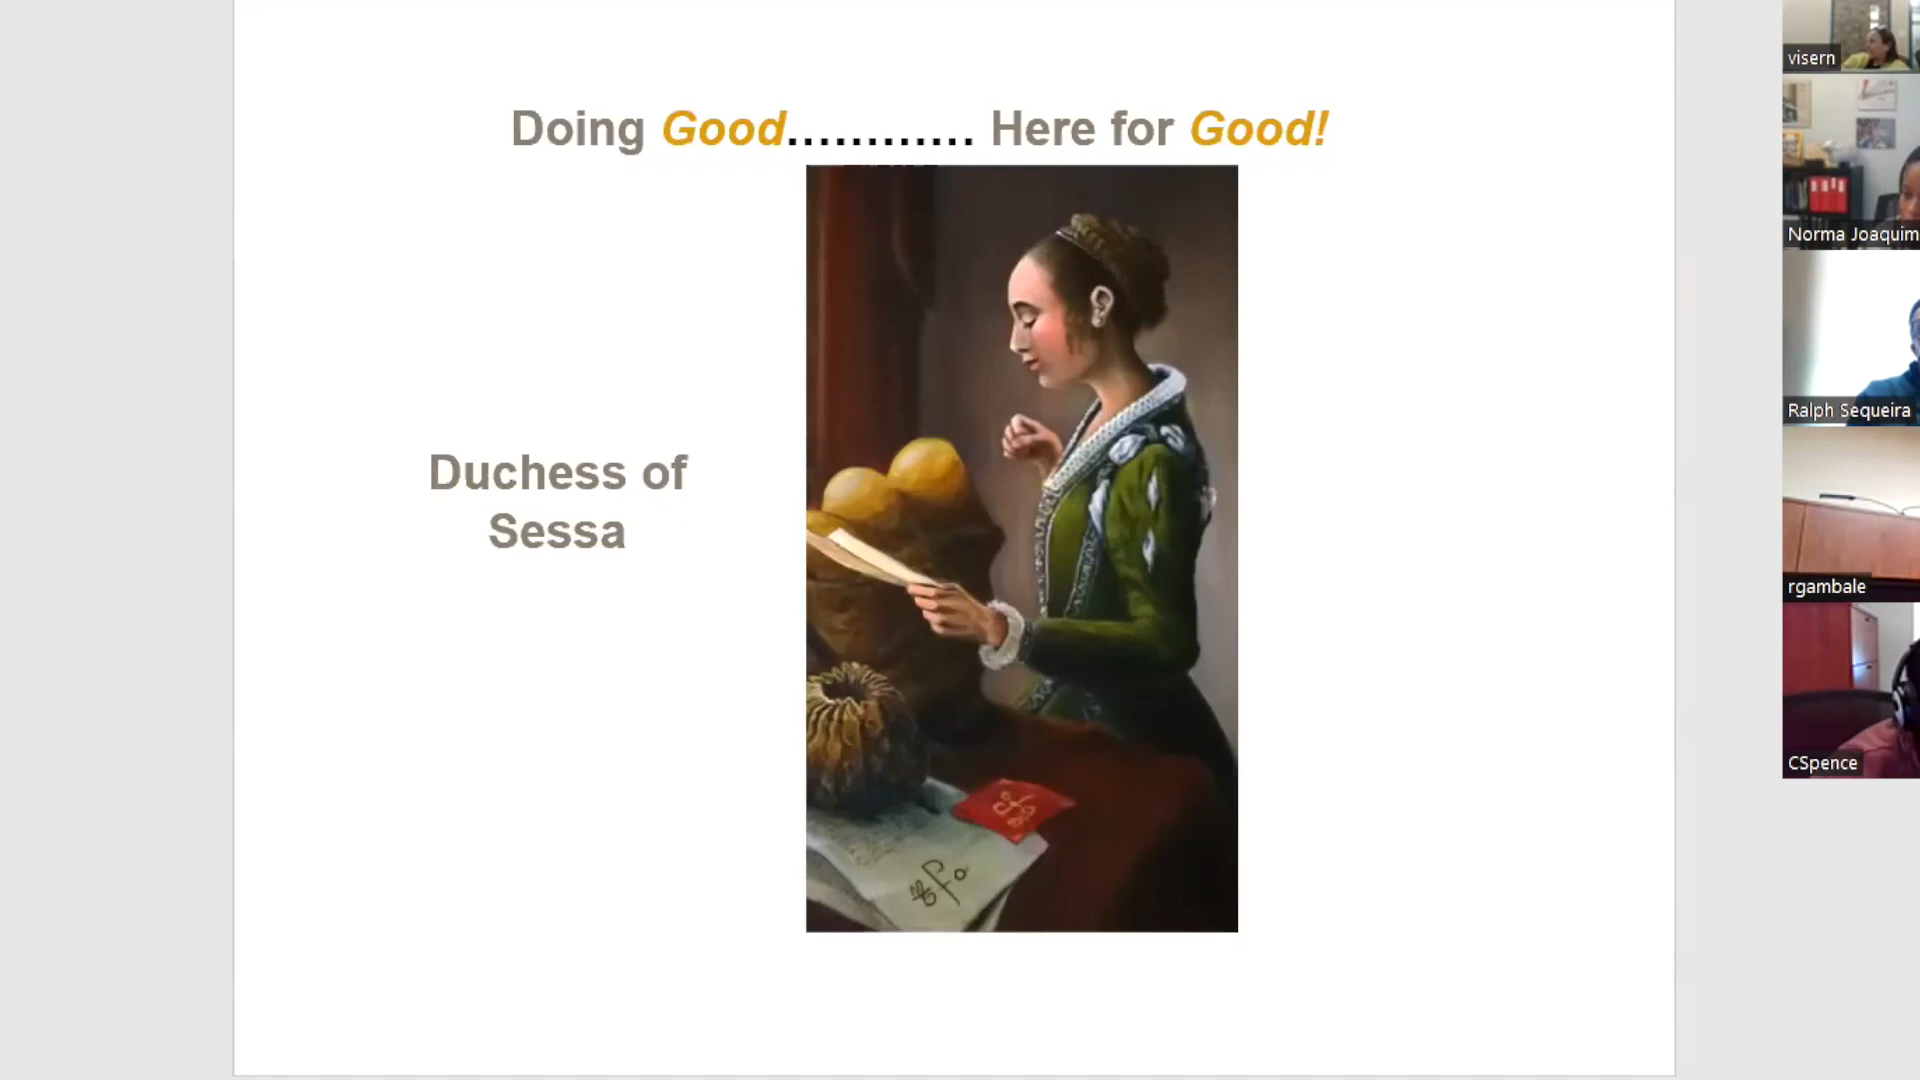 Doing Good............ Here for Good!
Duchess of
Sessa
visern
Norma Joaquim
Ralph Sequeira
rgambale
CSpence